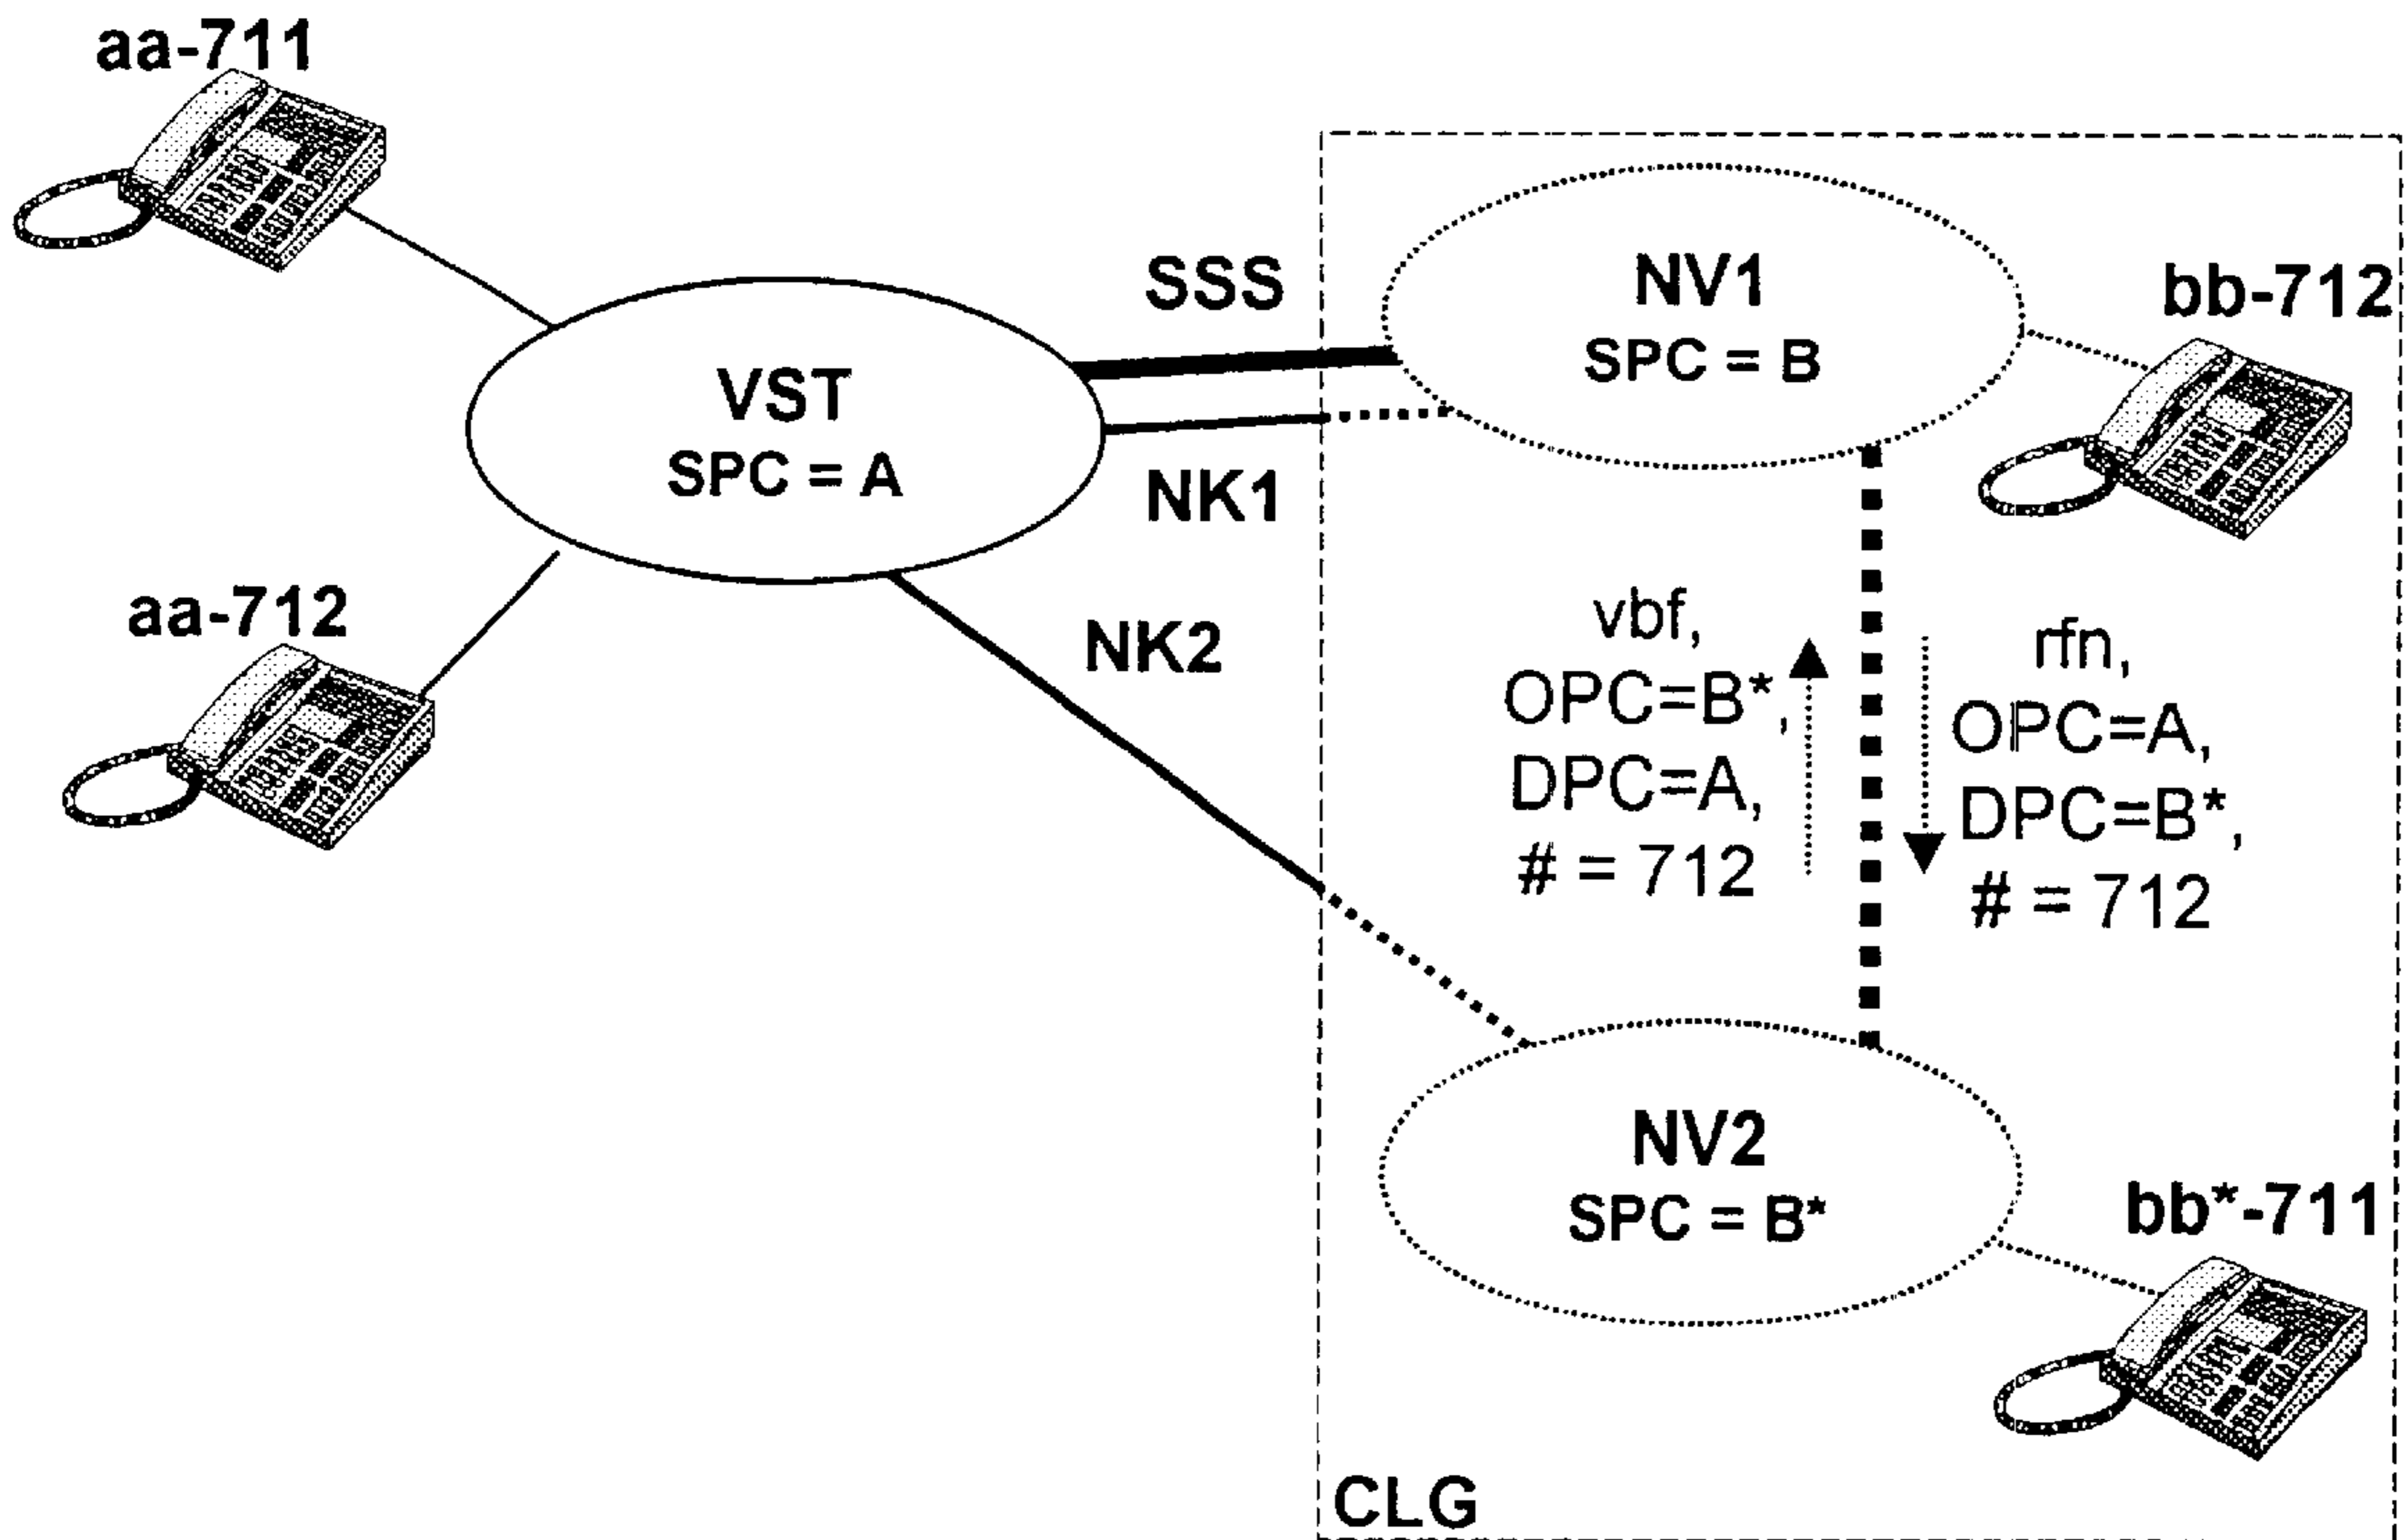 aa-711
NV1
SPC = B
bb-712
SSS
VST
SPC = A
NK1
aa-712
NK2
vbf,
OPC=B*,
DPC=A,
# = 712
rfn,
OPC=A,
DPC=B*,
# = 712
NV2
SPC = B*
bb*-711
CLG